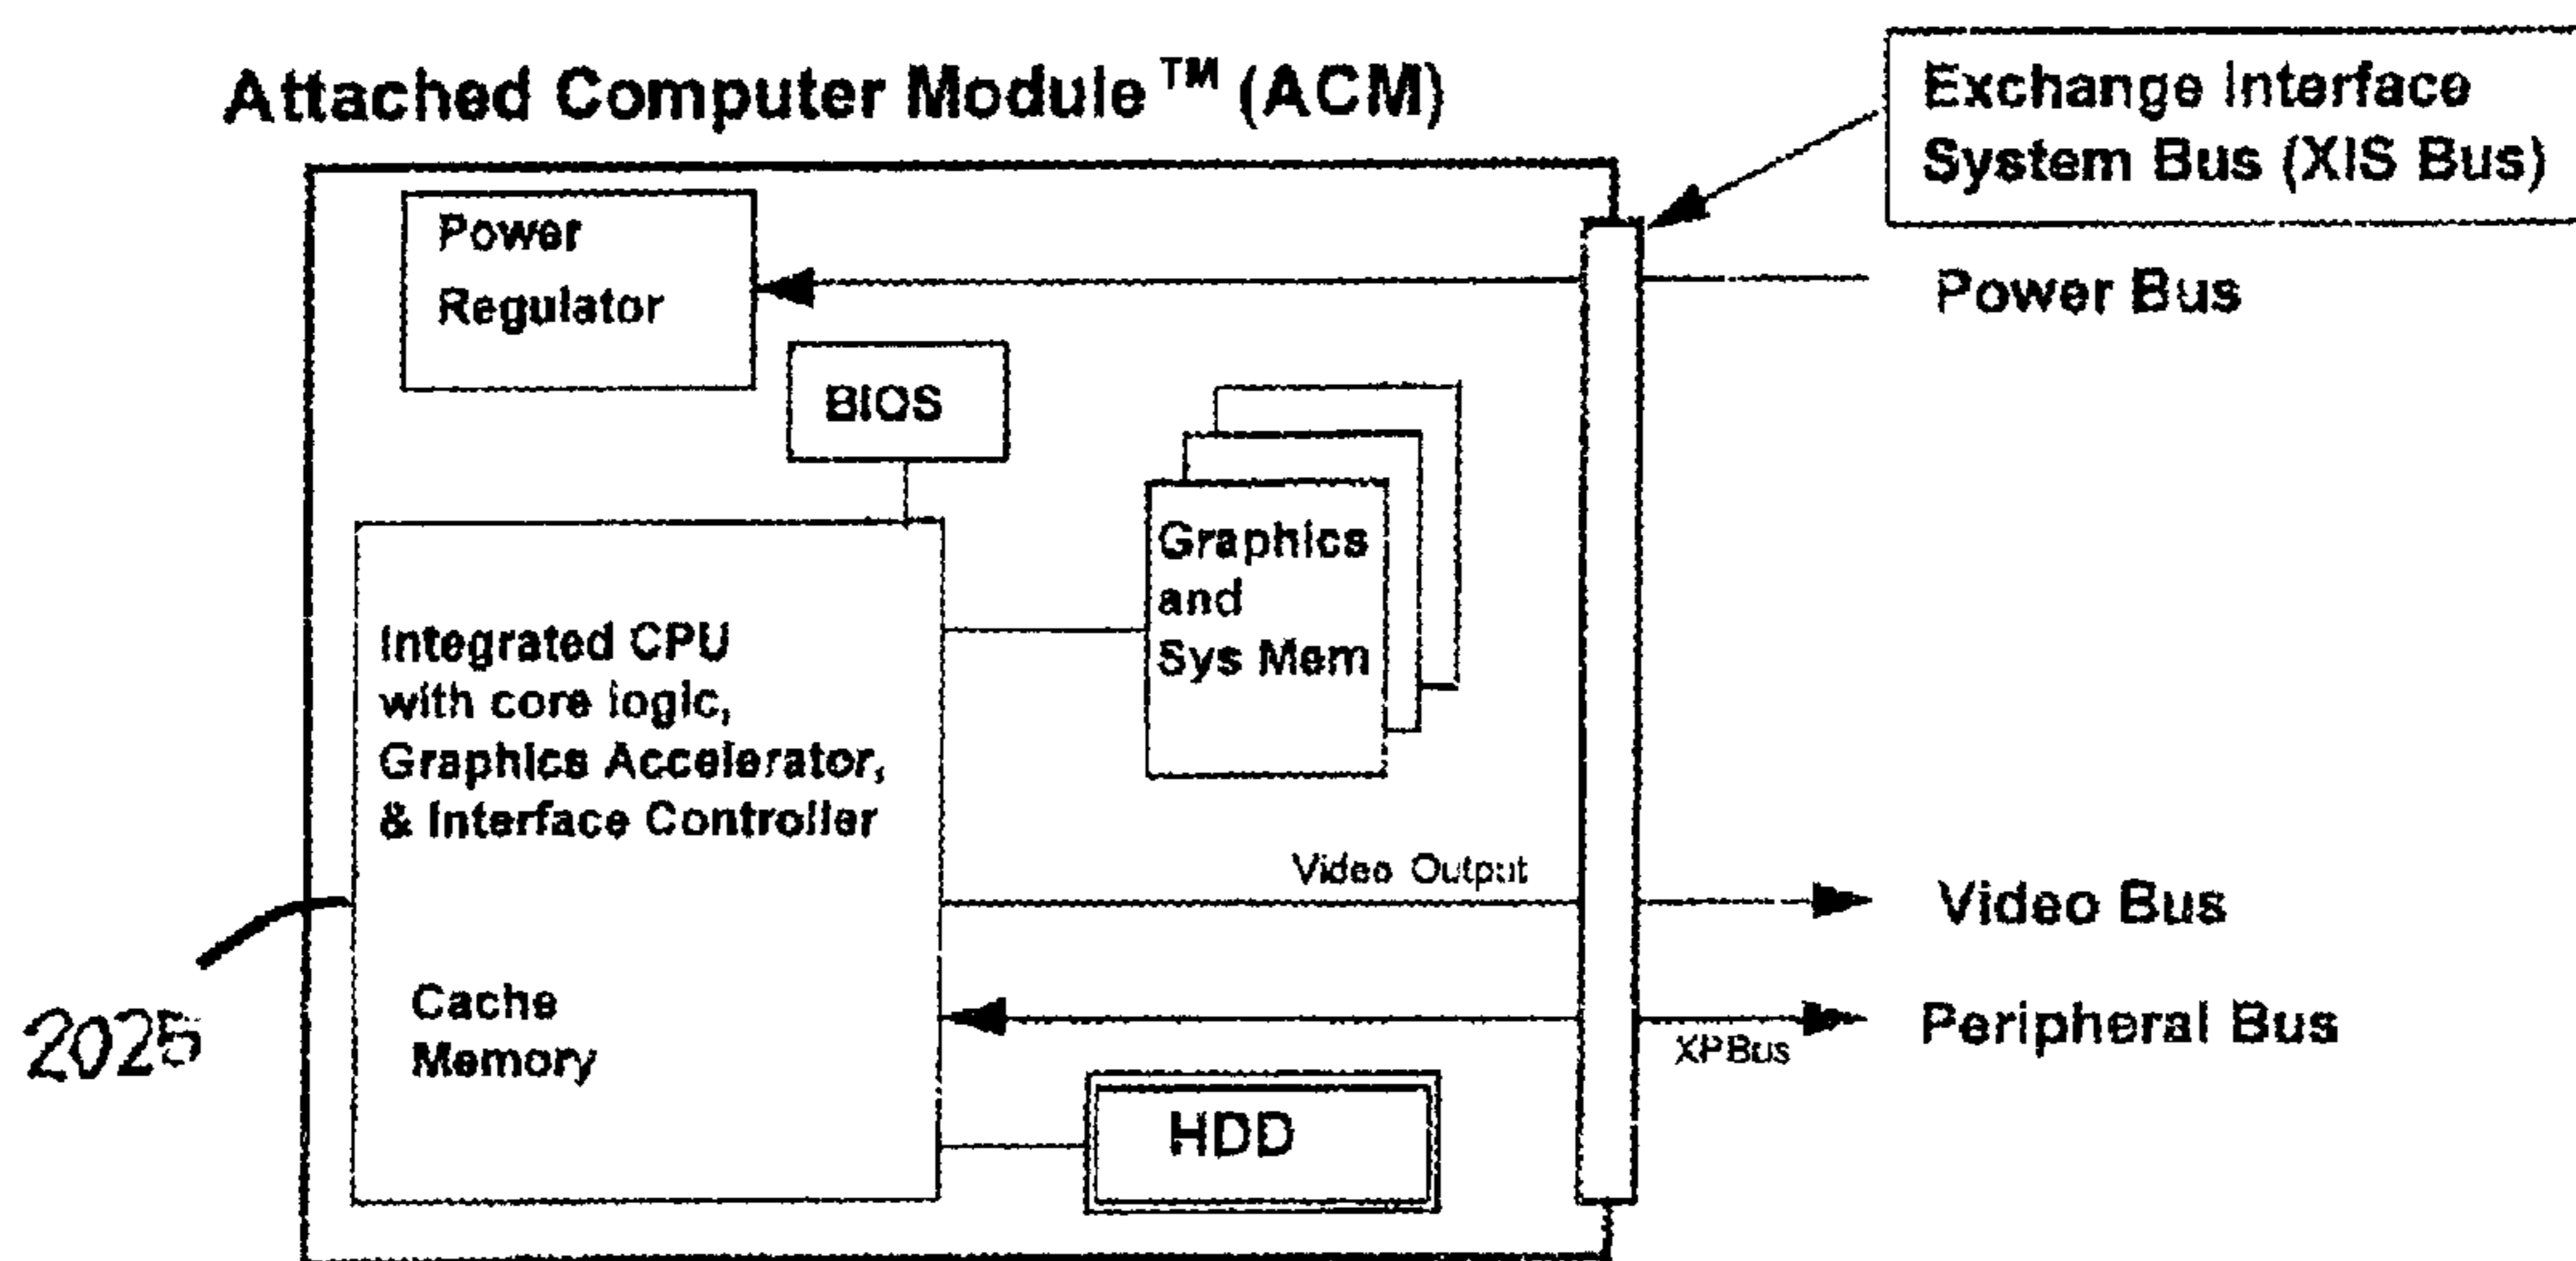 Attached Computer Module™ (ACM)
Exchange Interface
System Bus (XIS Bus)
Power
Regulator
Power Bus
BIOS
Graphics
and
Sys Mem
Integrated CPU
with core logic,
Graphics Accelerator,
& Interface Controller
Video Output
Video Bus
Cache
Memory
XPBus
Peripheral Bus
HDD
2025